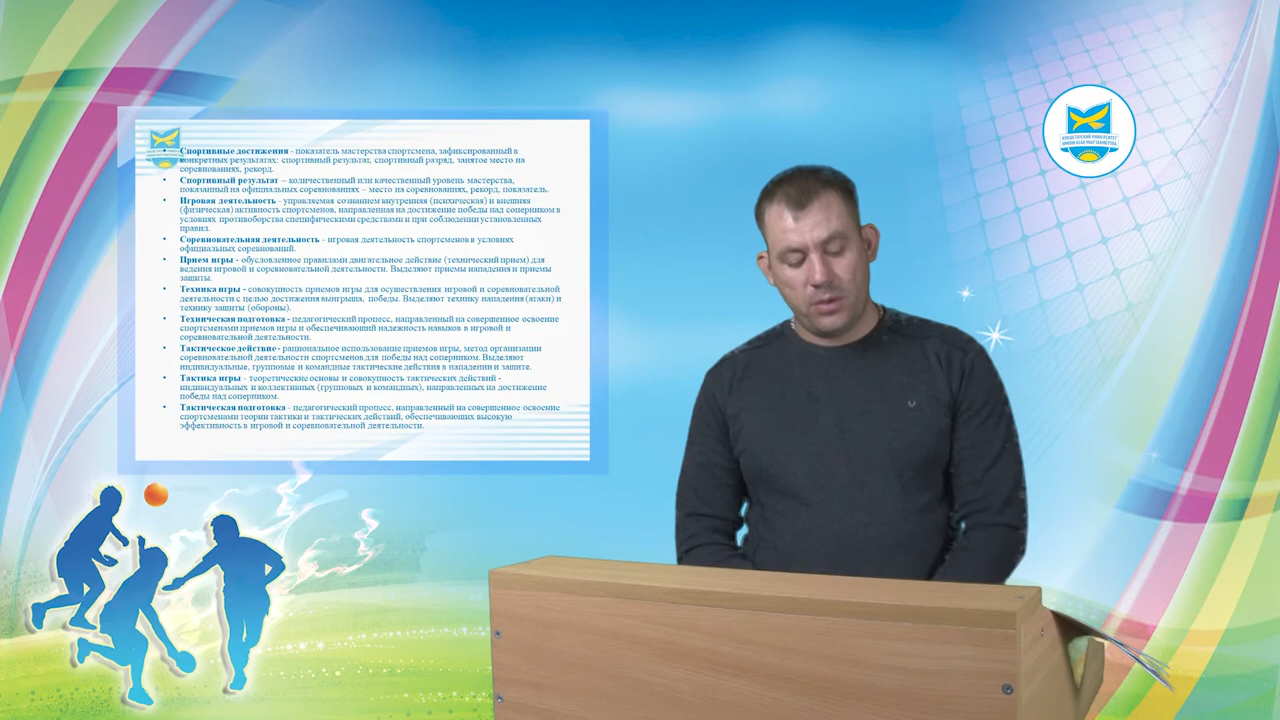 Спортивные достижения - показатель мастерства спортсмена, зафиксированный в
конкретных результатах: спортивный результат, спортивный разряд, занятое место на
соревнованиях, рекорд.
• Спортивный результат – количественный или качественный уровень мастерства,
показанный на официальных соревнованиях – место на соревнованиях, рекорд, показатель.
• Игровая деятельность - управляемая сознанием внутренняя (психическая) и внешняя
(физическая) активность спортсменов, направленная на достижение победы над соперником в
условиях противоборства специфическими средствами и при соблюдении установленных
правил.
• Соревновательная деятельность - игровая деятельность спортсменов в условиях
официальных соревнований.
• Прием игры - обусловленное правилами двигательное действие (технический прием) для
ведения игровой и соревновательной деятельности. Выделяют приемы нападения и приемы
защиты.
• Техника игры - совокупность приемов игры для осуществления игровой и соревновательной
деятельности с целью достижения выигрыша, победы. Выделяют технику нападения (атаки) и
технику защиты (обороны).
• Техническая подготовка - педагогический процесс, направленный на совершенное освоение
спортсменами приемов игры и обеспечивающий надежность навыков в игровой и
соревновательной деятельности.
• Тактическое действие - рациональное использование приемов игры, метод организации
соревновательной деятельности спортсменов для победы над соперником. Выделяют
индивидуальные, групповые и командные тактические действия в нападении и защите.
• Тактика игры - теоретические основы и совокупность тактических действий -
индивидуальных и коллективных (групповых и командных), направленных на достижение
победы над соперником.
• Тактическая подготовка - педагогический процесс, направленный на совершенное освоение
спортсменами теории тактики и тактических действий, обеспечивающих высокую
эффективность в игровой и соревновательной деятельности.
КОКШЕТАУСКИЙ УНИВЕРСИТЕТ
ИМЕНИ АБАЯ МЫРЗАХМЕТОВА